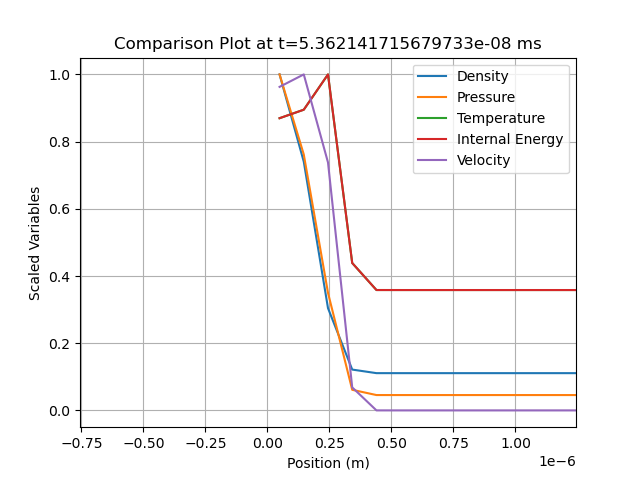 Comparison Plot at t=5.362141715679733e-08 ms
1.0
0.8
0.6
0.4
0.2
0.0
Scaled Variables
Density
Pressure
Temperature
Internal Energy
Velocity
−0.75 −0.50 −0.25 0.00 0.25 0.50 0.75 1.00
1e−6
Position (m)